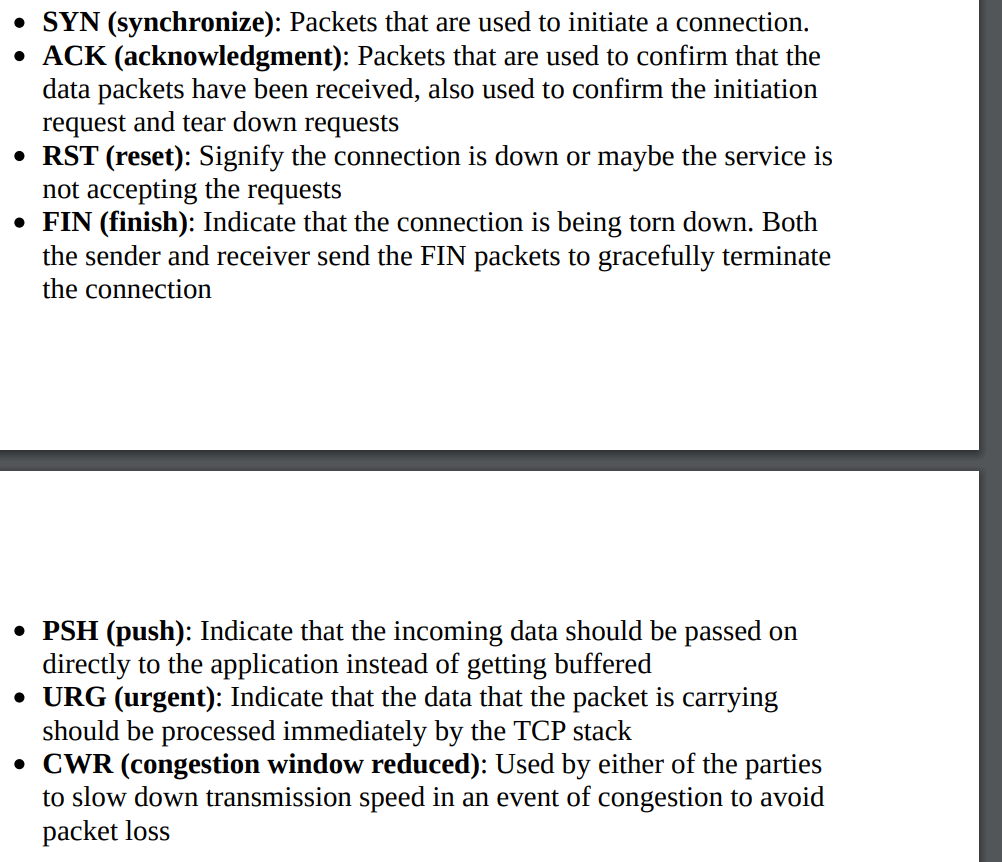 • SYN (synchronize): Packets that are used to initiate a connection.
• ACK (acknowledgment): Packets that are used to confirm that the
data packets have been received, also used to confirm the initiation
request and tear down requests
• RST (reset): Signify the connection is down or maybe the service is
not accepting the requests
• FIN (finish): Indicate that the connection is being torn down. Both
the sender and receiver send the FIN packets to gracefully terminate
the connection
• PSH (push): Indicate that the incoming data should be passed on
directly to the application instead of getting buffered
• URG (urgent): Indicate that the data that the packet is carrying
should be processed immediately by the TCP stack
• CWR (congestion window reduced): Used by either of the parties
to slow down transmission speed in an event of congestion to avoid
packet loss